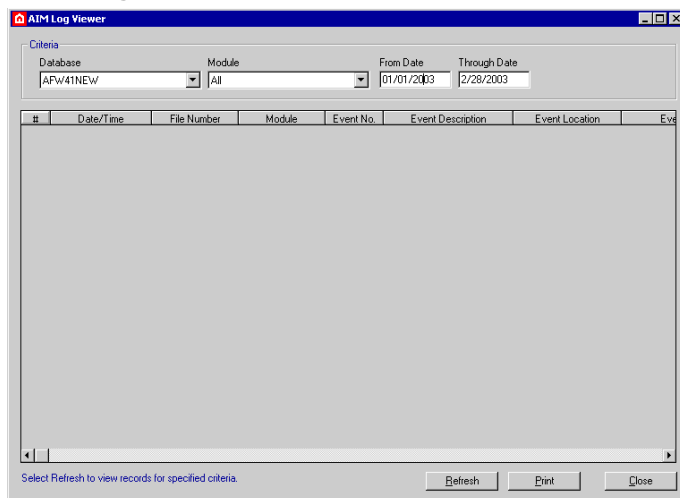 AIM Log Viewer
Criteria
Database Module From Date Through Date
AFW41NEW All 01/01/2003 2/28/2003
# Date/Time File Number Module Event No. Event Description Event Location Eve
Select Refresh to view records for specified criteria. Refresh Print Close